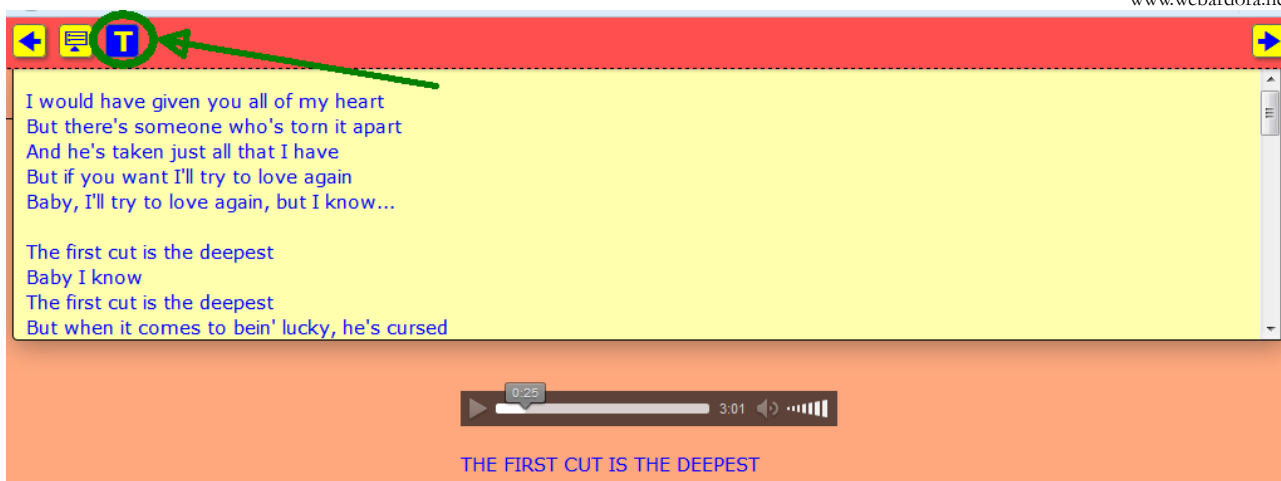 T
I would have given you all of my heart
But there's someone who's torn it apart
And he's taken just all that I have
But if you want I'll try to love again
Baby, I'll try to love again, but I know...
The first cut is the deepest
Baby I know
The first cut is the deepest
But when it comes to bein' lucky, he's cursed
0:25
3:01
THE FIRST CUT IS THE DEEPEST